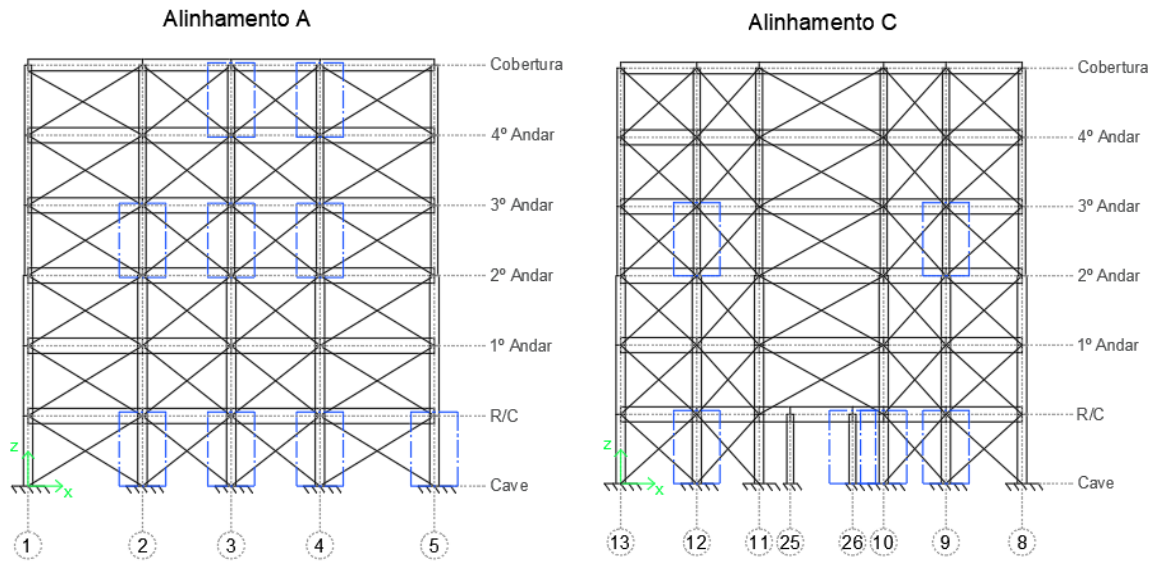 Alinhamento A
Cobertura
4º Andar
3º Andar
2º Andar
1º Andar
R/C
Cave
z
x
1 2 3 4 5
Alinhamento C
Cobertura
4º Andar
3º Andar
2º Andar
1º Andar
R/C
Cave
z
x
13 12 11 25 26 10 9 8